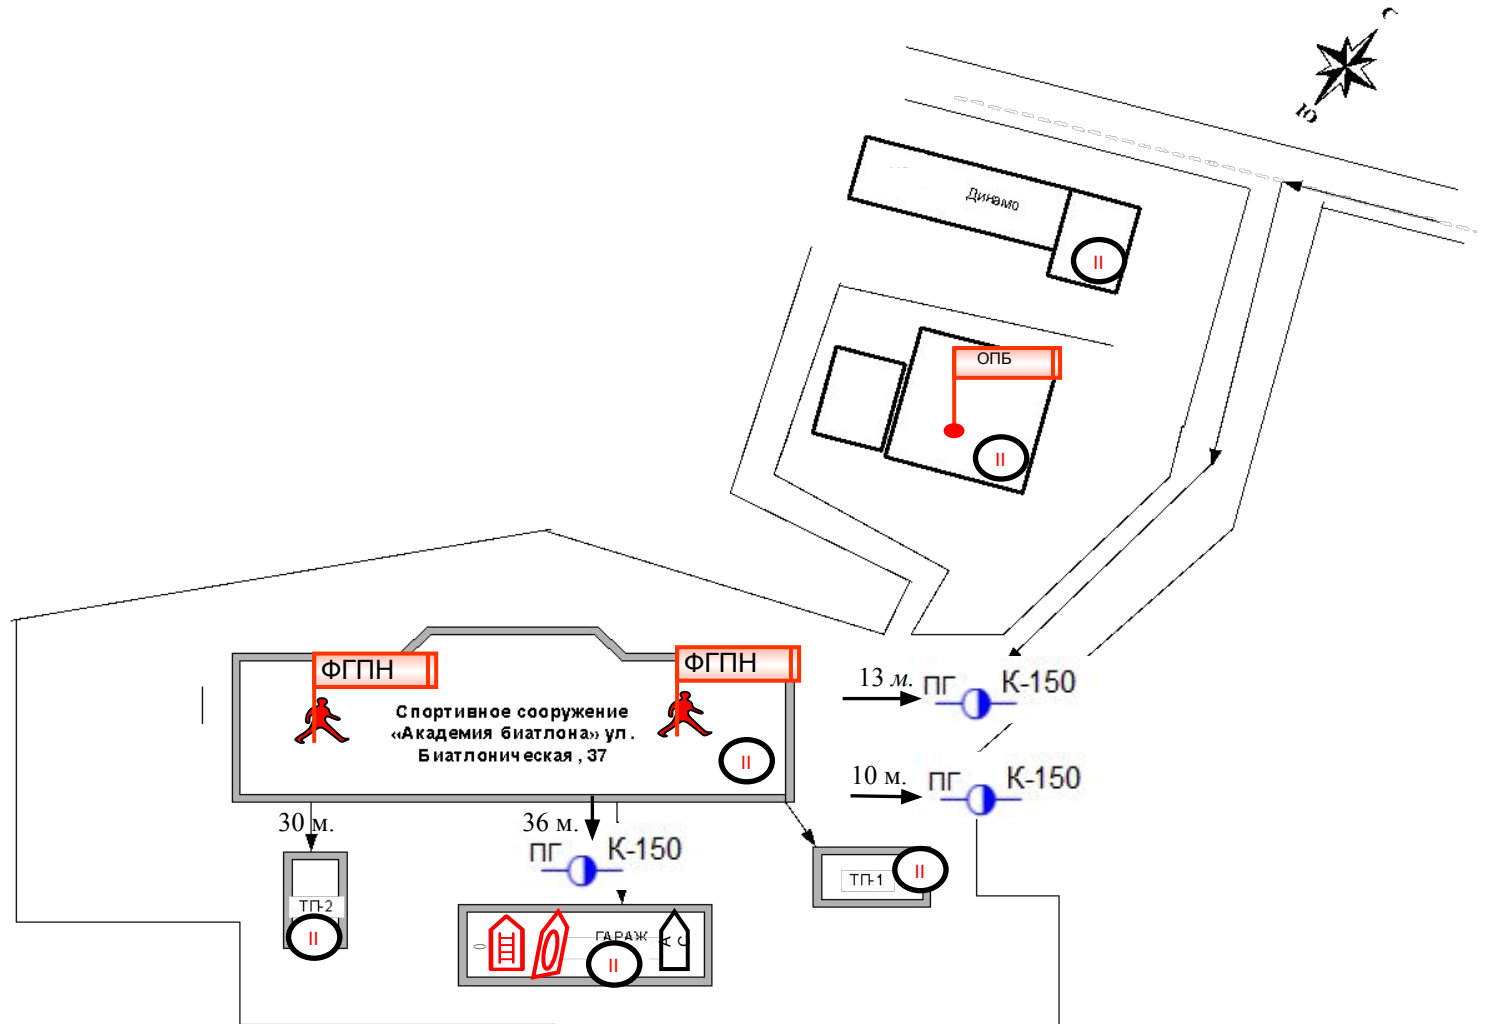 С
Ю
Динамо
II
ОПБ
II
ФГПН
ФГПН
Спортивное сооружение
«Академия биатлона» ул.
Биатлоническая , 37
II
13 м.
ПГ
К-150
10 м.
ПГ
К-150
30 м.
36 м.
ПГ
К-150
ТП-1
II
ТП-2
II
ГАРАЖ
II
А С